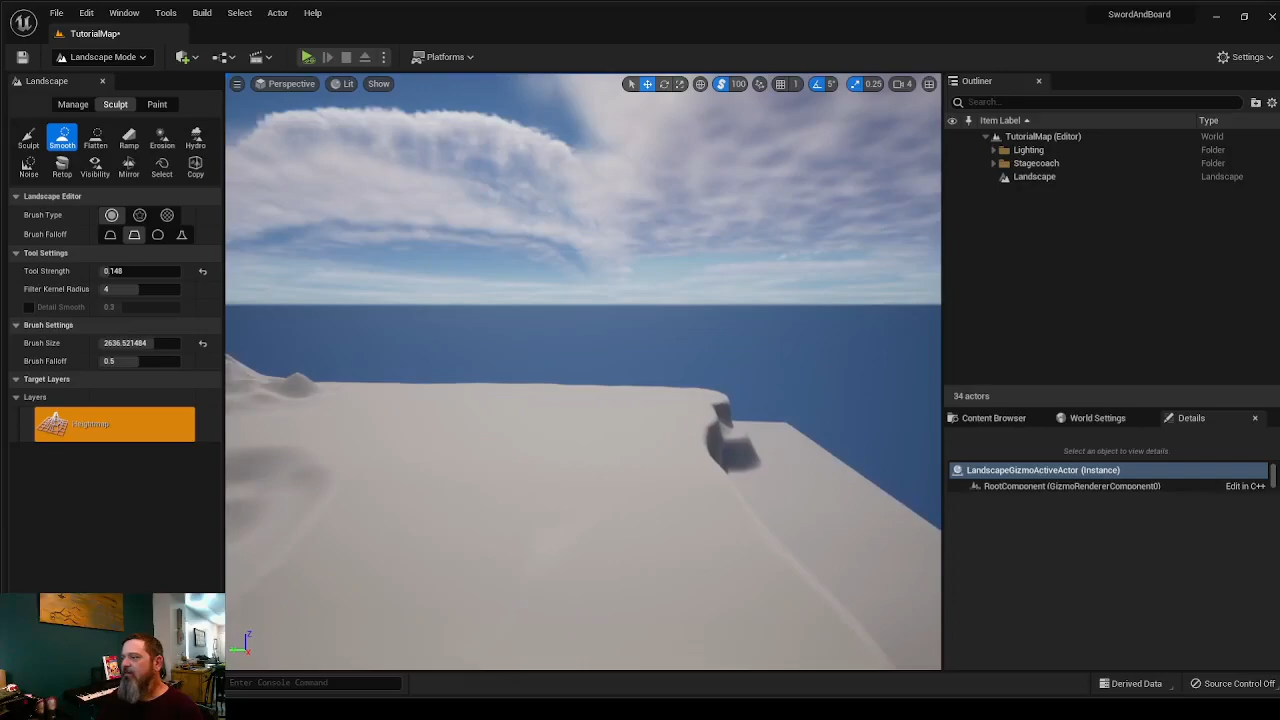 File Edit Window Tools Build Select Actor Help
SwordAndBoard
TutorialMap*
Landscape Mode
Platforms
Settings
Landscape
Perspective
Lit
Show
100
1
5°
0.25
4
Outliner
Manage
Sculpt
Paint
Search...
Item Label
Type
Sculpt Smooth Flatten Ramp Erosion Hydro
TutorialMap (Editor) World
Lighting Folder
Stagecoach Folder
Noise Retop Visibility Mirror Select Copy
Landscape Landscape
Landscape Editor
Brush Type
Brush Falloff
Tool Settings
Tool Strength 0.148
Filter Kernel Radius 4
Detail Smooth 0.3
Brush Settings
Brush Size 2636.521484
Brush Falloff 0.5
Target Layers
Layers
Heightmap
34 actors
Content Browser
World Settings
Details
Select an object to view details
LandscapeGizmoActiveActor (Instance)
RootComponent (GizmoRendererComponent0) Edit in C++
Z
X
Enter Console Command
Derived Data
Source Control Off